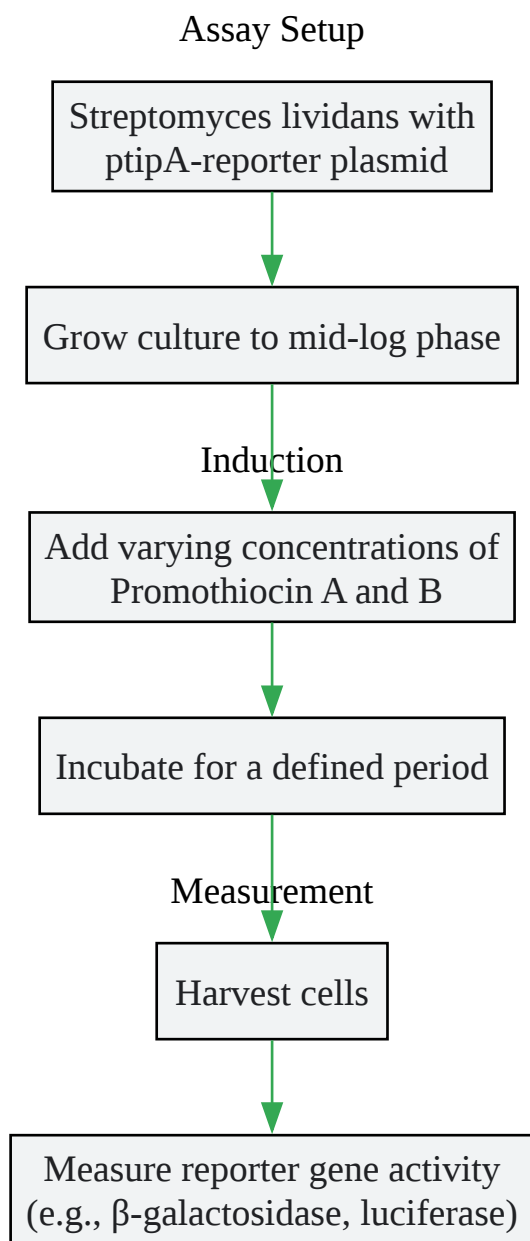 Assay Setup
Streptomyces lividans with
ptipA-reporter plasmid
Grow culture to mid-log phase
Induction
Add varying concentrations of
Promothiocin A and B
Incubate for a defined period
Measurement
Harvest cells
Measure reporter gene activity
(e.g., β-galactosidase, luciferase)